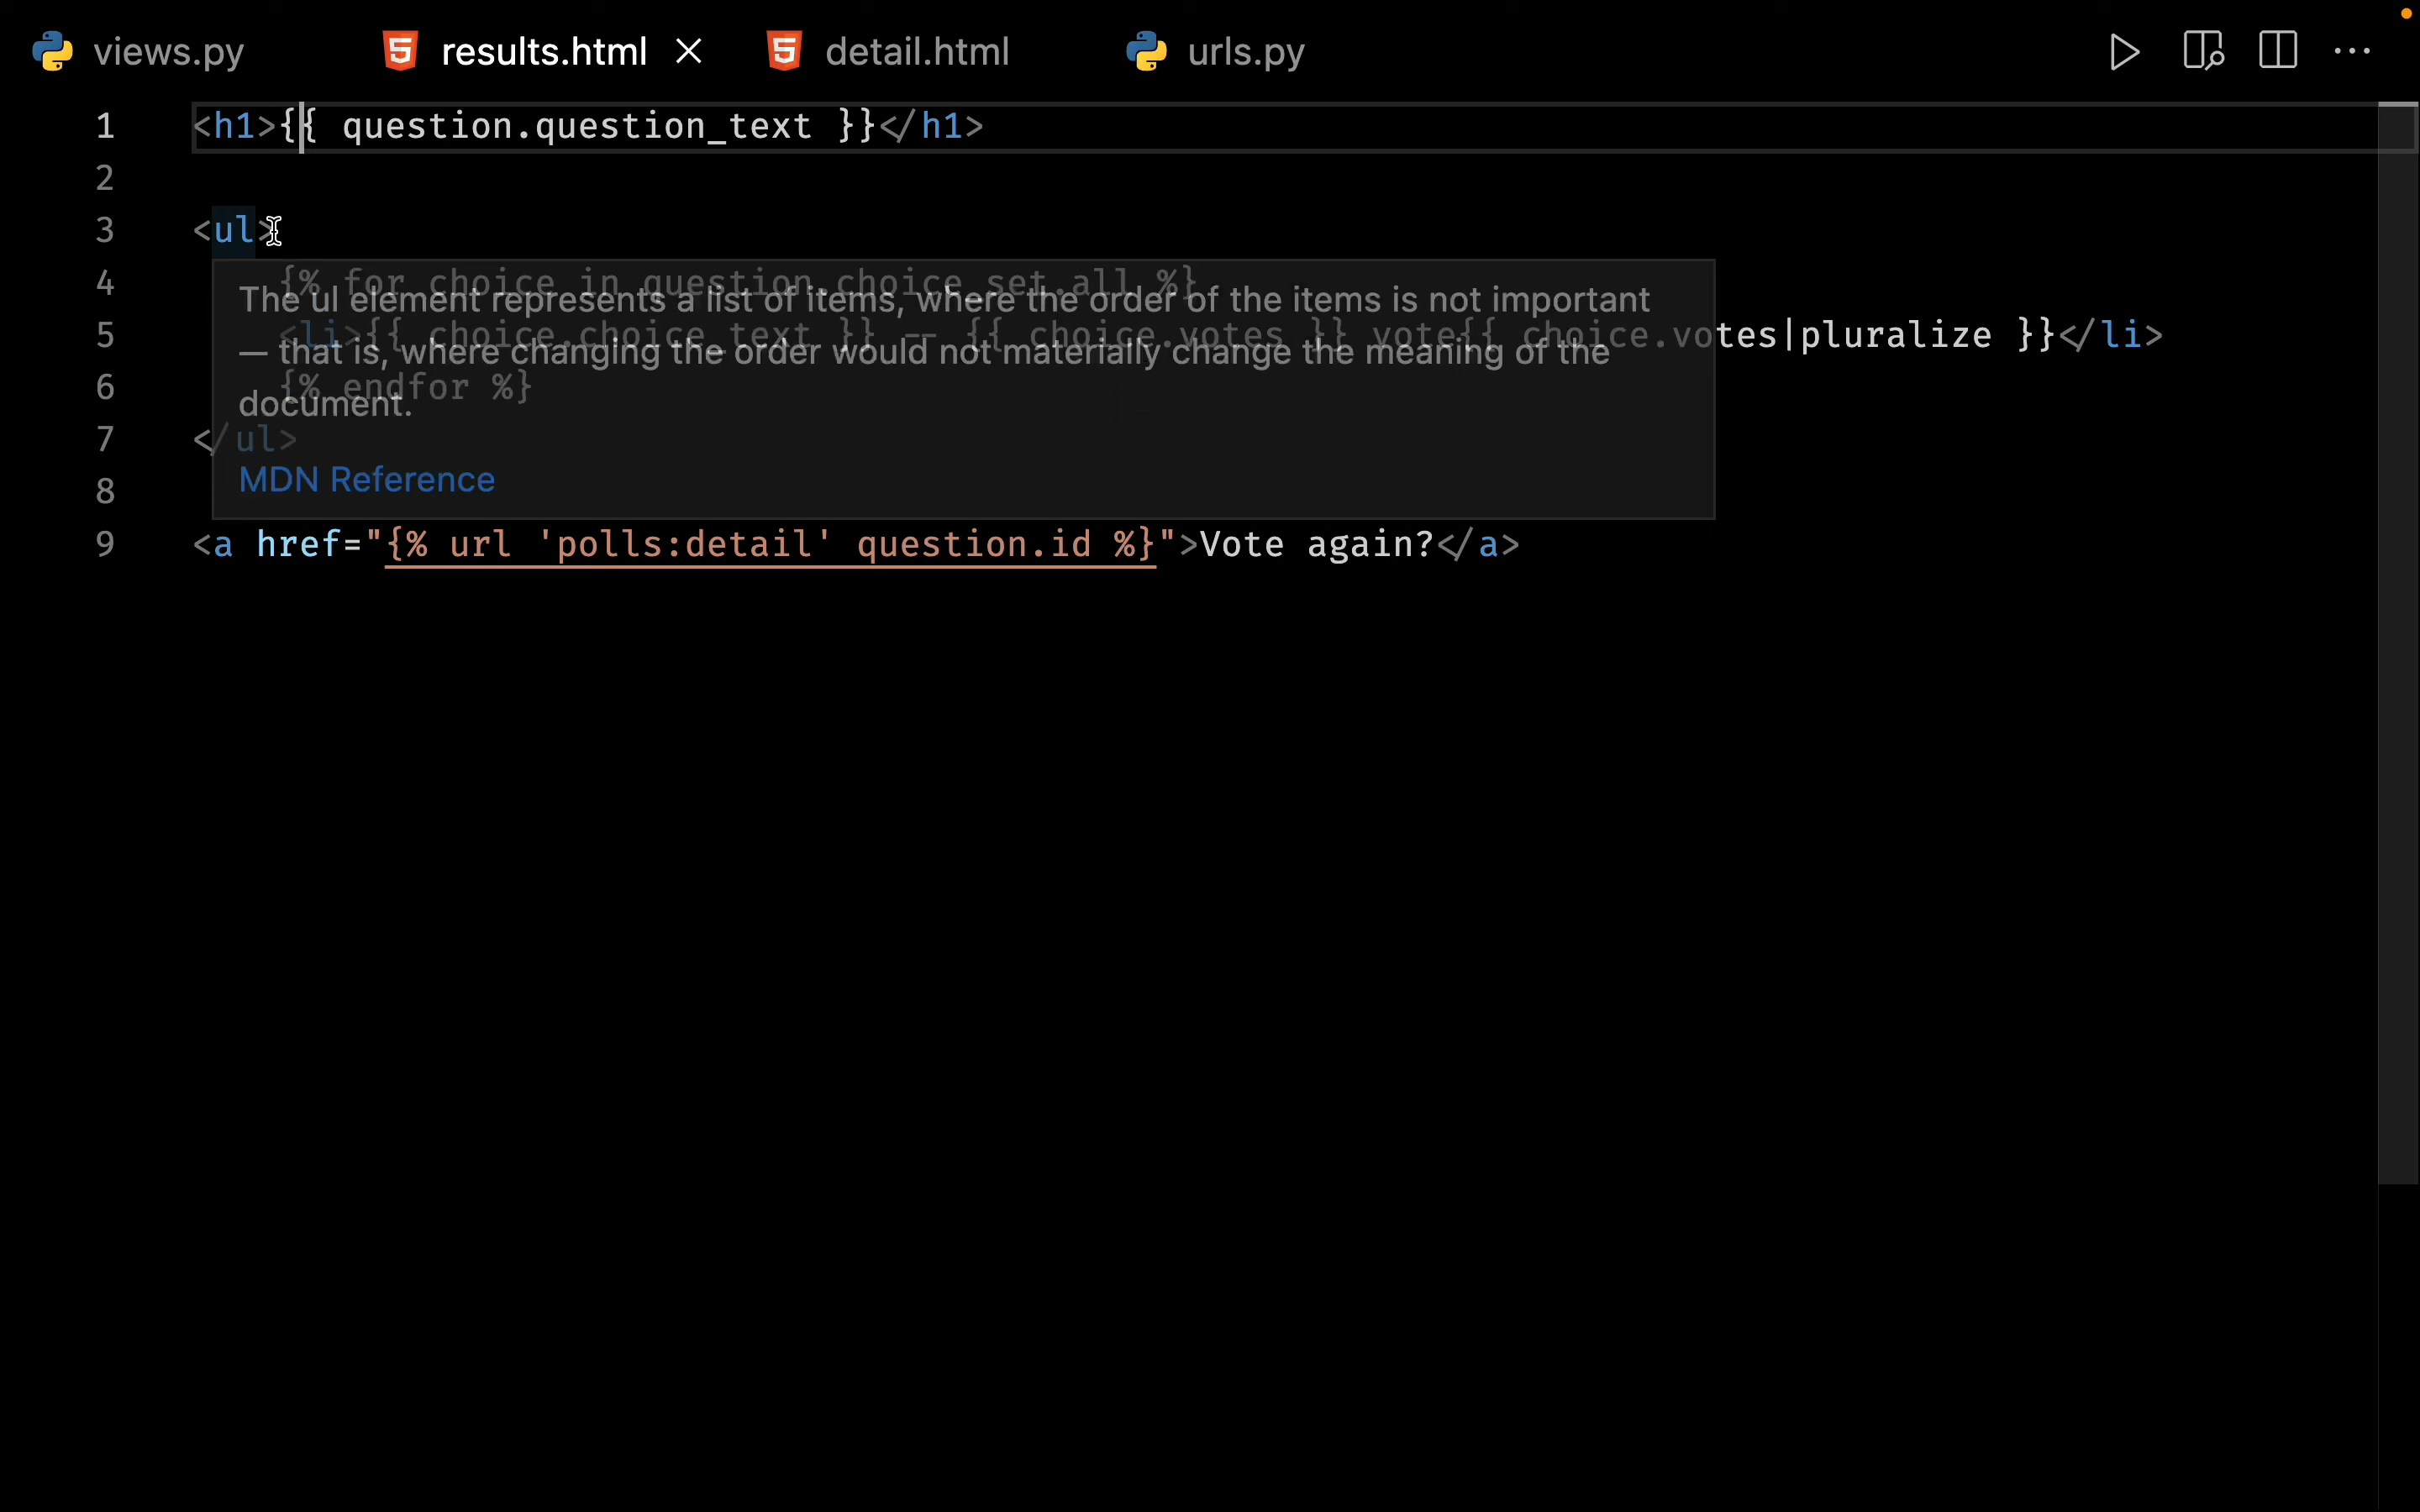 views.py results.html detail.html urls.py
1 <h1>{{ question.question_text }}</h1>
2
3 <ul>
4 {% for choice in question.choice_set.all %}
The ul element represents a list of items, where the order of the items is not important
5 <li>{{ choice.choice_text }} -- {{ choice.votes }} vote{{ choice.votes|pluralize }}</li>
— that is, where changing the order would not materially change the meaning of the
6 {% endfor %}
document.
7 </ul>
MDN Reference
8
9 <a href="{% url 'polls:detail' question.id %}">Vote again?</a>